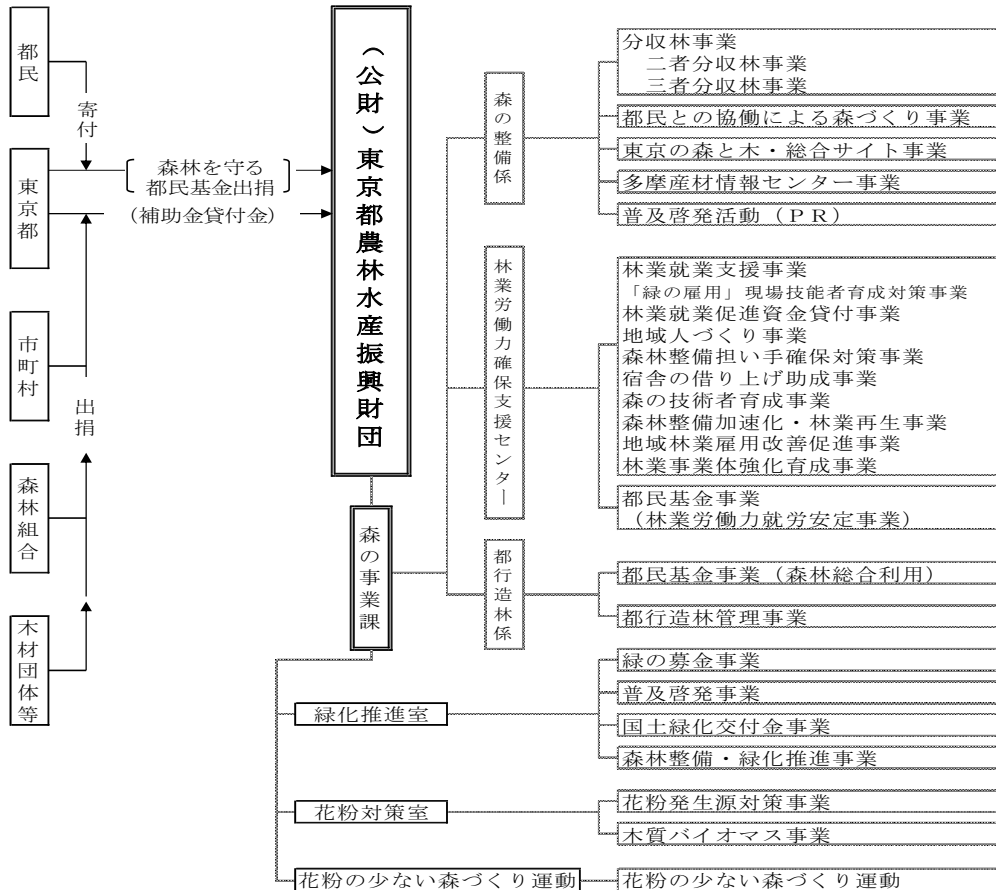 都民
寄付
東京都
森林を守る
都民基金出捐
(補助金貸付金)
市町村
出捐
森林組合
木材団体等
(公財)東京都農林水産振興財団
森の事業課
森の整備係
分収林事業
二者分収林事業
三者分収林事業
都民との協働による森づくり事業
東京の森と木・総合サイト事業
多摩産材情報センター事業
普及啓発活動(PR)
林業労働力確保支援センター
林業就業支援事業
「緑の雇用」現場技能者育成対策事業
林業就業促進資金貸付事業
地域人づくり事業
森林整備担い手確保対策事業
宿舎の借り上げ助成事業
森の技術者育成事業
森林整備加速化・林業再生事業
地域林業雇用改善促進事業
林業事業体強化育成事業
都民基金事業
(林業労働力就労安定事業)
都行造林係
都民基金事業(森林総合利用)
都行造林管理事業
緑化推進室
緑の募金事業
普及啓発事業
国土緑化交付金事業
森林整備・緑化推進事業
花粉対策室
花粉発生源対策事業
木質バイオマス事業
花粉の少ない森づくり運動
花粉の少ない森づくり運動